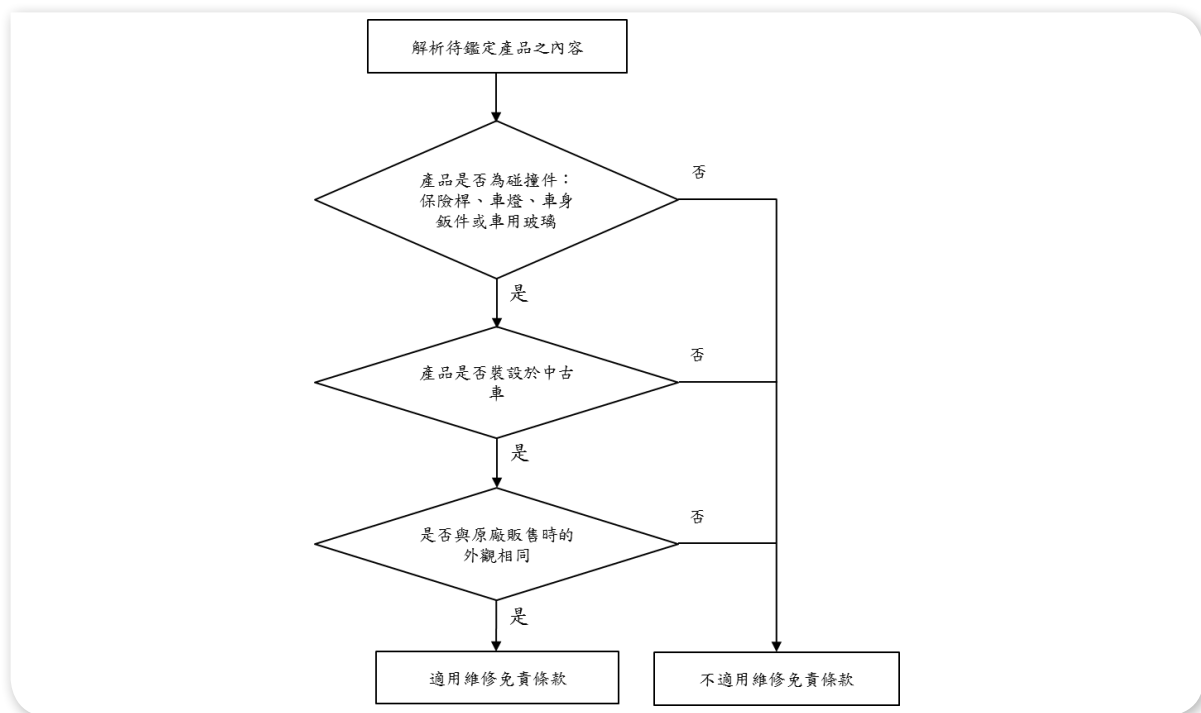 解析待鑑定產品之內容
否
產品是否為碰撞件：
保險桿、車燈、車身
鈑件或車用玻璃
是
否
產品是否裝設於中古
車
是
否
是否與原廠販售時的
外觀相同
是
適用維修免責條款
不適用維修免責條款